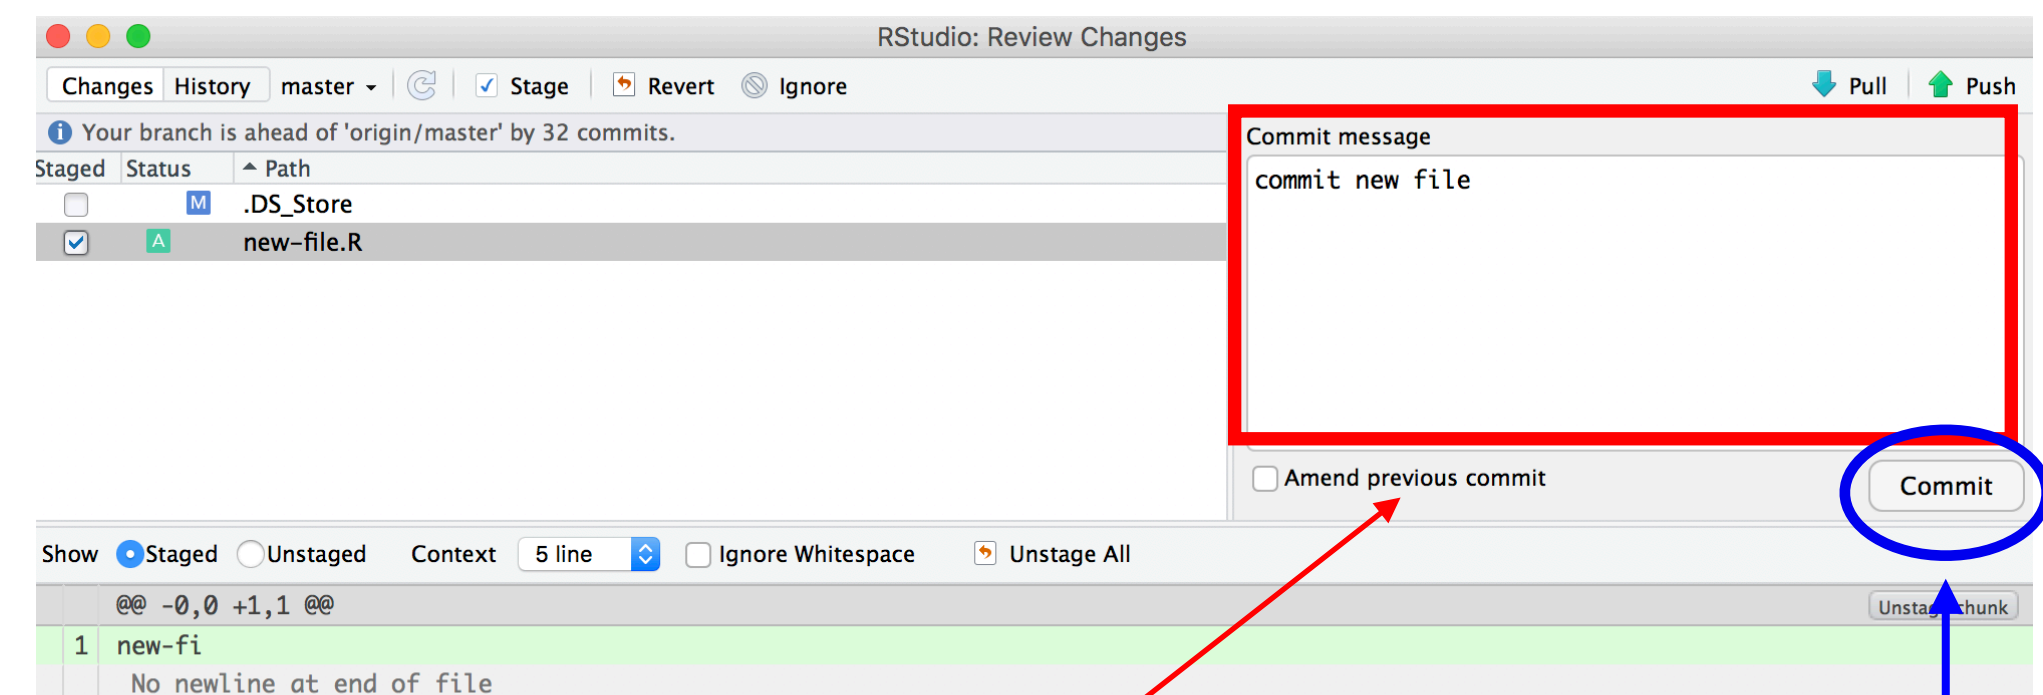 RStudio: Review Changes
Changes History master Stage Revert Ignore Pull Push
Your branch is ahead of 'origin/master' by 32 commits.
Staged Status Path
M .DS_Store
A new-file.R
Commit message
commit new file
Amend previous commit
Commit
Show Staged Unstaged Context 5 line Ignore Whitespace Unstage All
@@ -0,0 +1,1 @@
Unstage chunk
1 new-fi
No newline at end of file